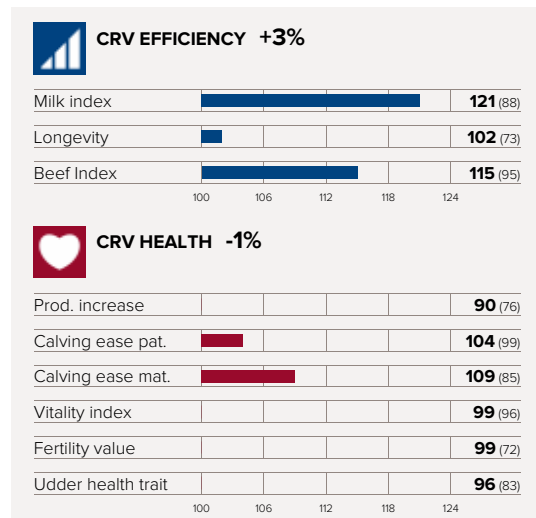 CRV EFFICIENCY +3%
Milk index 121 (88)
Longevity 102 (73)
Beef Index 115 (95)
100 106 112 118 124
CRV HEALTH -1%
Prod. increase 90 (76)
Calving ease pat. 104 (99)
Calving ease mat. 109 (85)
Vitality index 99 (96)
Fertility value 99 (72)
Udder health trait 96 (83)
100 106 112 118 124